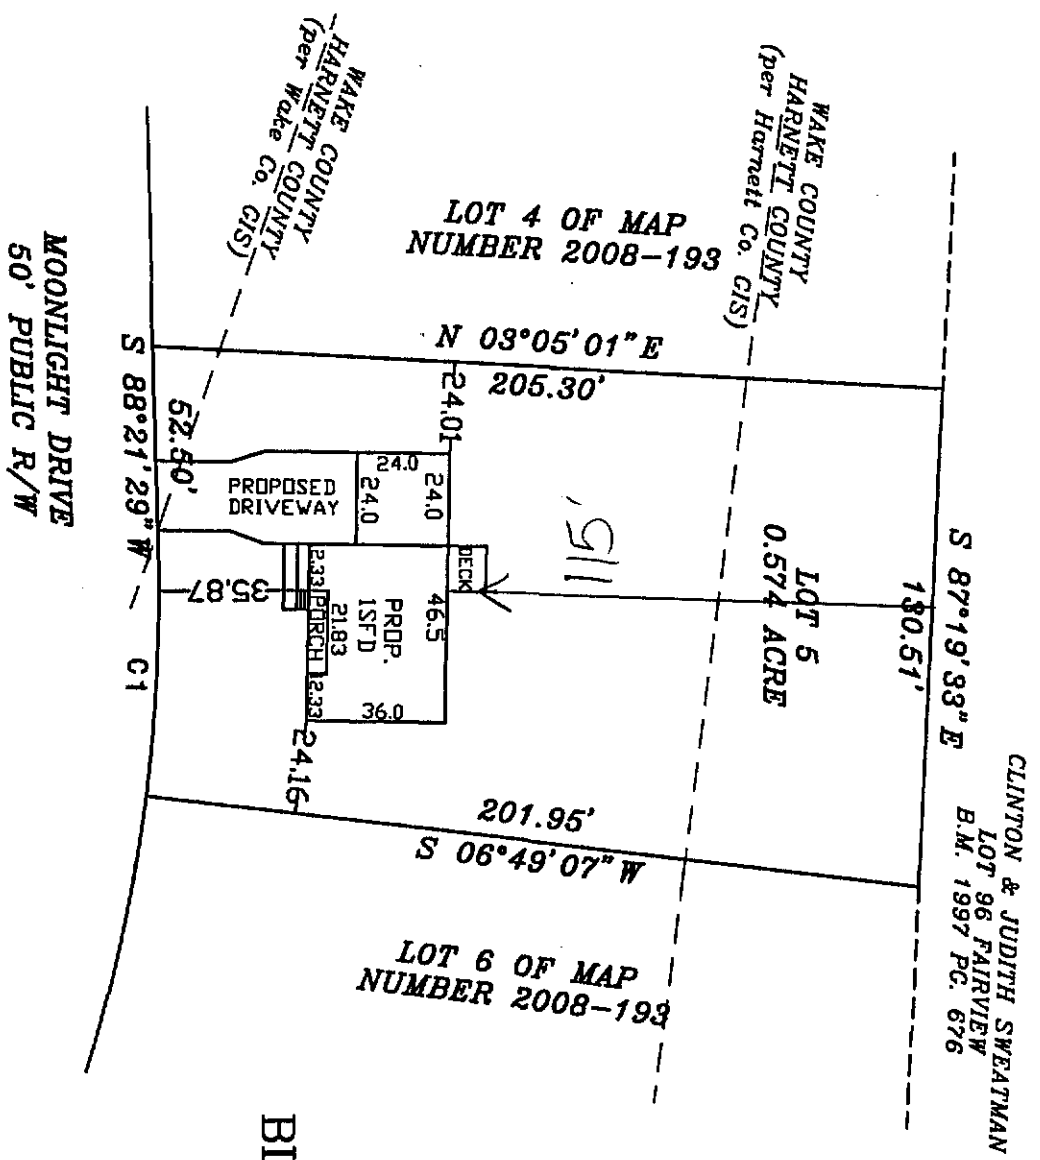 CLINTON & JUDITH SWEATMAN
LOT 96 FAIRVIEW
B.M. 1997 PG. 676
S 87°19'33"E
130.51'
WAKE COUNTY
HARNETT COUNTY
(per Harnett Co. GIS)
LOT 5
0.574 ACRE
LOT 4 OF MAP
NUMBER 2008-193
N 03°05'01"E
205.30'
115'
201.95'
S 06°49'07"W
LOT 6 OF MAP
NUMBER 2008-193
24.01
24.0
24.0
24.0
DECK
46.5
PROP.
1SFD
36.0
2.33
PORCH
21.83
2.33
24.16
PROPOSED
DRIVEWAY
35.87
WAKE COUNTY
HARNETT COUNTY
(per Wake Co. GIS)
52.50'
S 88°21'29"W
C1
MOONLIGHT DRIVE
50' PUBLIC R/W
BI